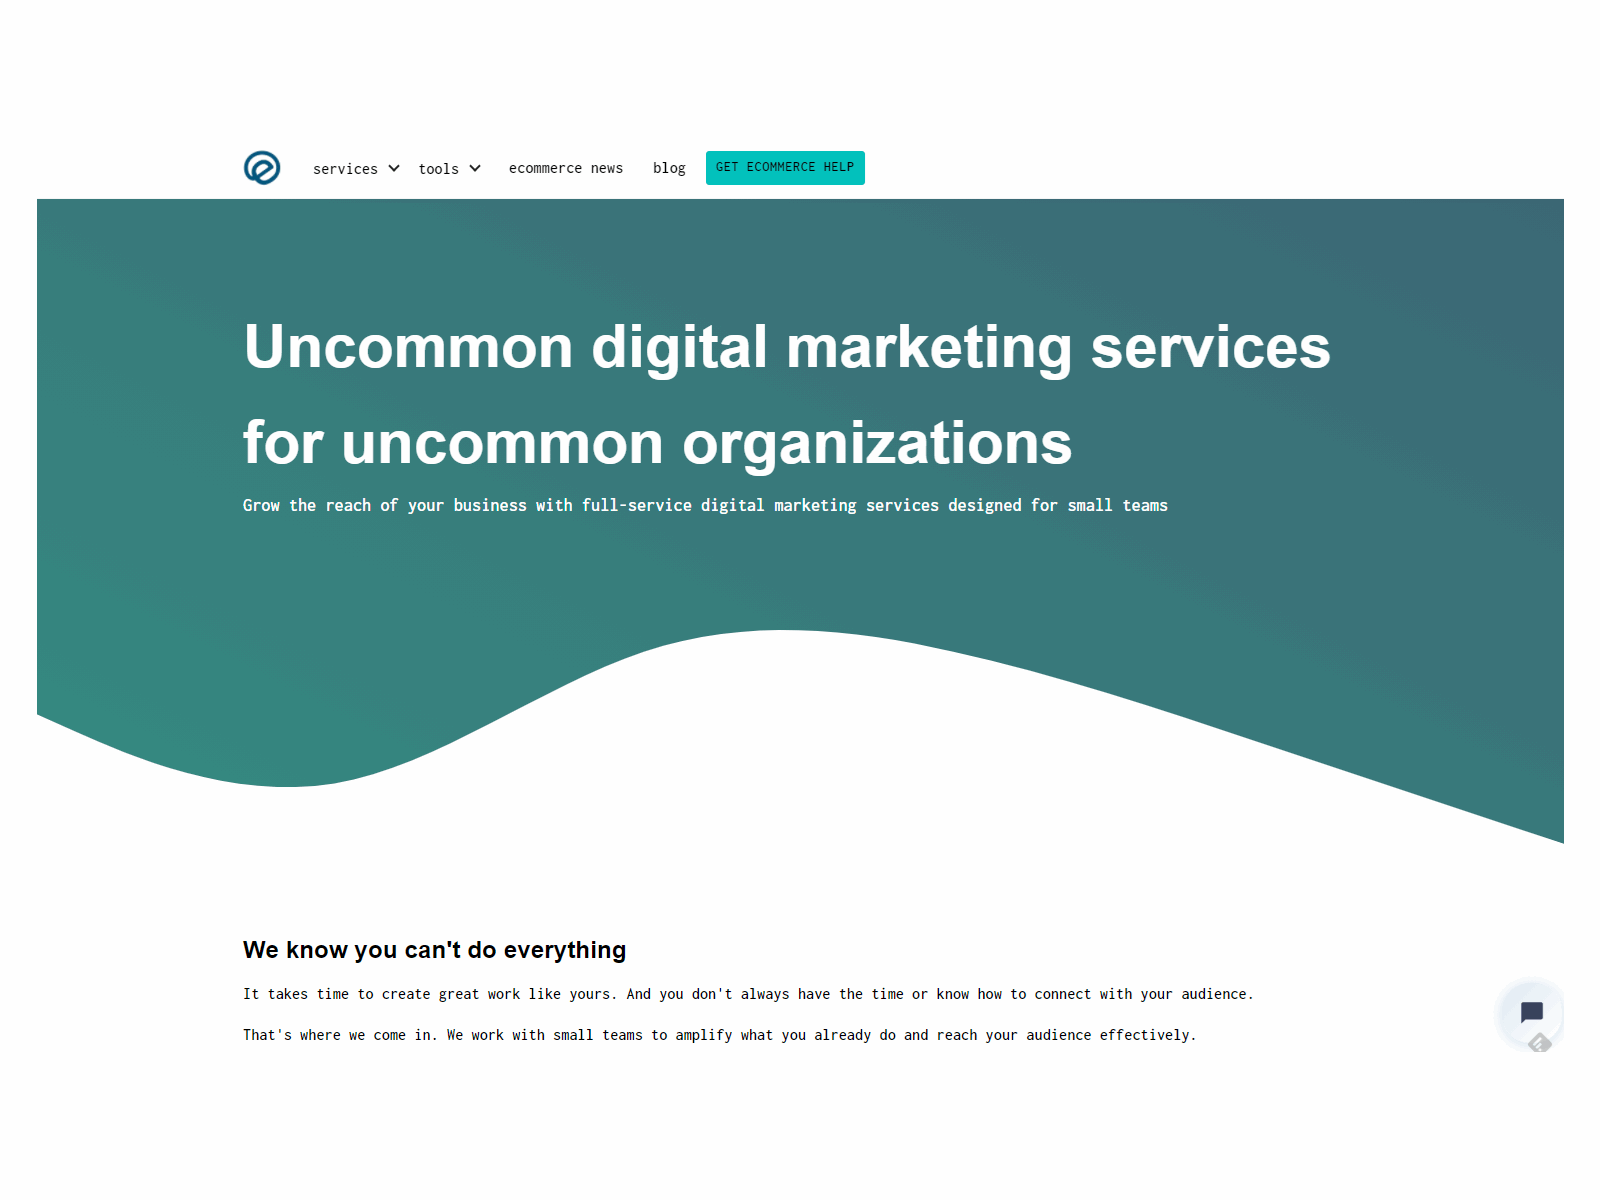 services tools ecommerce news blog GET ECOMMERCE HELP
Uncommon digital marketing services
for uncommon organizations
Grow the reach of your business with full-service digital marketing services designed for small teams
We know you can't do everything
It takes time to create great work like yours. And you don't always have the time or know how to connect with your audience.
That's where we come in. We work with small teams to amplify what you already do and reach your audience effectively.